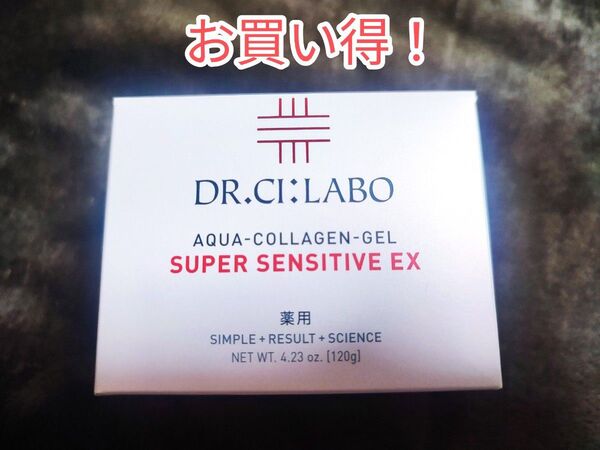 お買い得！
DR.CI:LABO
AQUA-COLLAGEN-GEL
SUPER SENSITIVE EX
薬用
SIMPLE + RESULT + SCIENCE
NET WT. 4.23 oz. [120g]